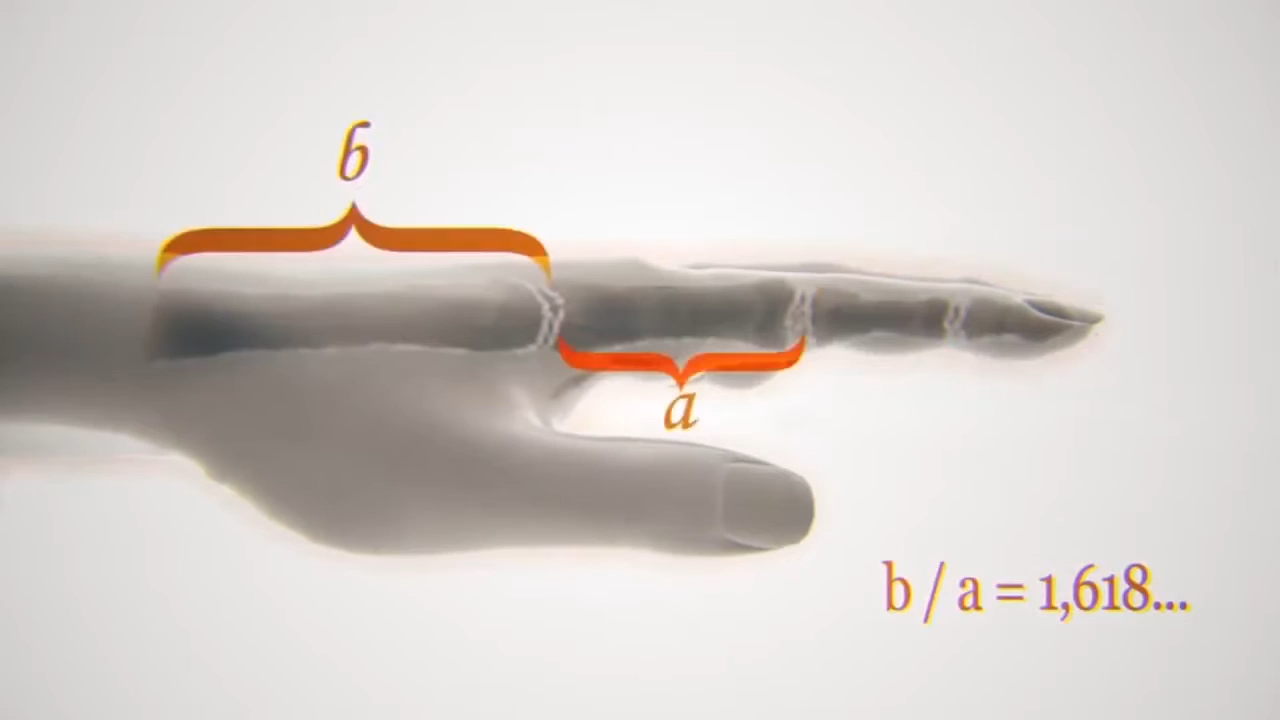 b
a
b / a = 1,618...